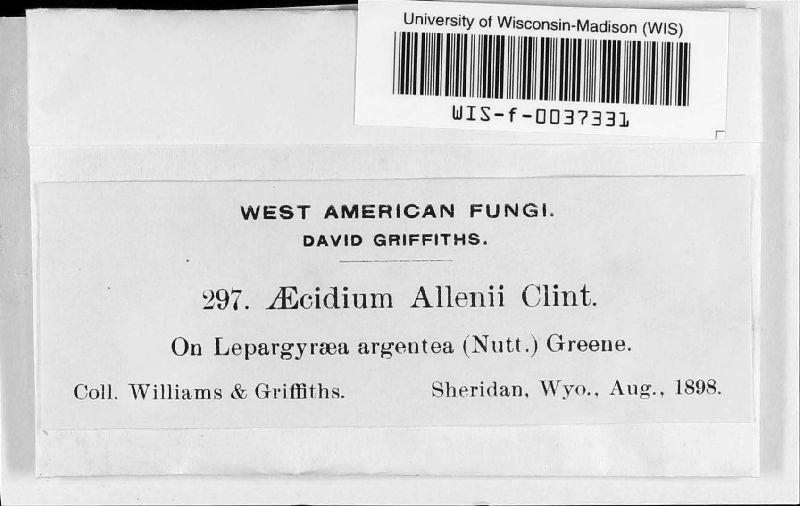 University of Wisconsin-Madison (WIS)
WIS-f-0037331
WEST AMERICAN FUNGI.
DAVID GRIFFITHS.
297. Æcidium Allenii Clint.
On Lepargyræa argentea (Nutt.) Greene.
Coll. Williams & Griffiths. Sheridan, Wyo., Aug., 1898.